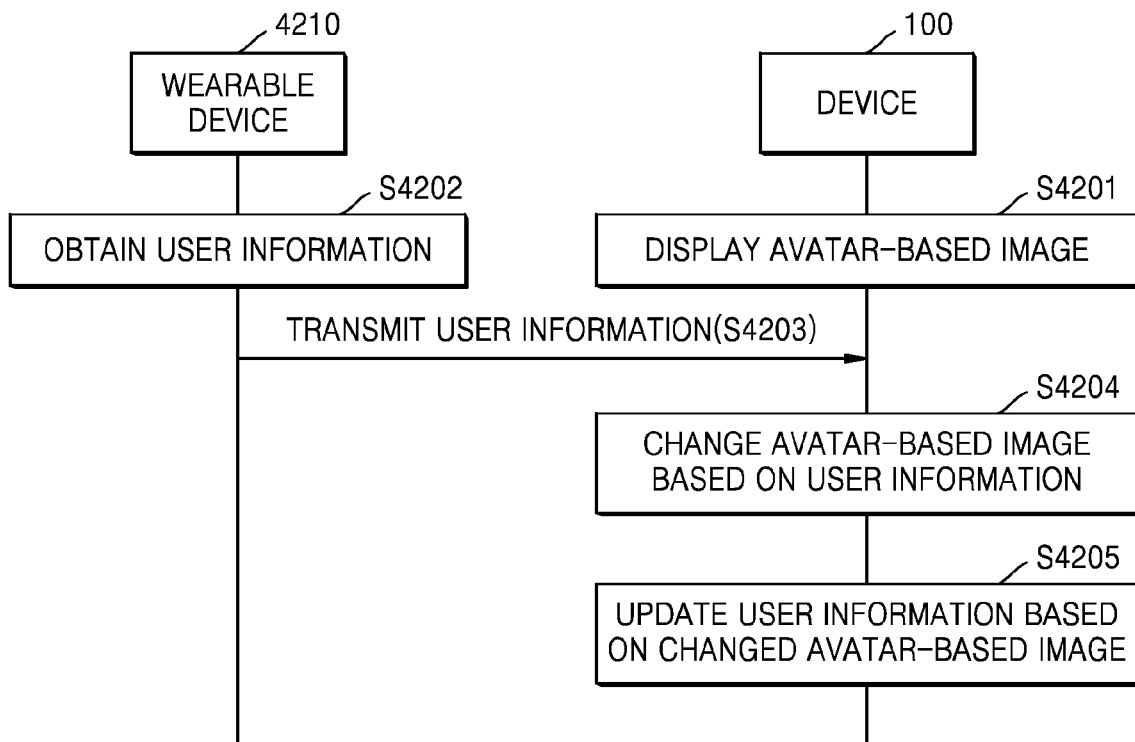 4210
100
WEARABLE
DEVICE
DEVICE
S4202
S4201
OBTAIN USER INFORMATION
DISPLAY AVATAR-BASED IMAGE
TRANSMIT USER INFORMATION(S4203)
S4204
CHANGE AVATAR-BASED IMAGE
BASED ON USER INFORMATION
S4205
UPDATE USER INFORMATION BASED
ON CHANGED AVATAR-BASED IMAGE